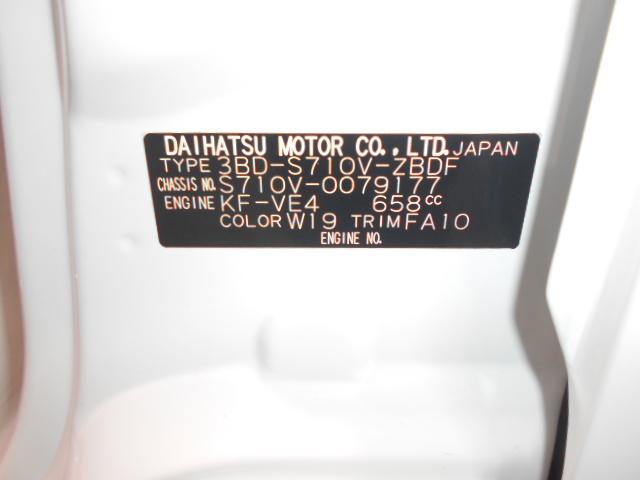 DAIHATSU MOTOR CO.,LTD. JAPAN
TYPE 3BD-S710V-ZBDF
CHASSIS NO. S710V-0079177
ENGINE KF-VE4 658cc
COLOR W19 TRIM FA10
ENGINE NO.